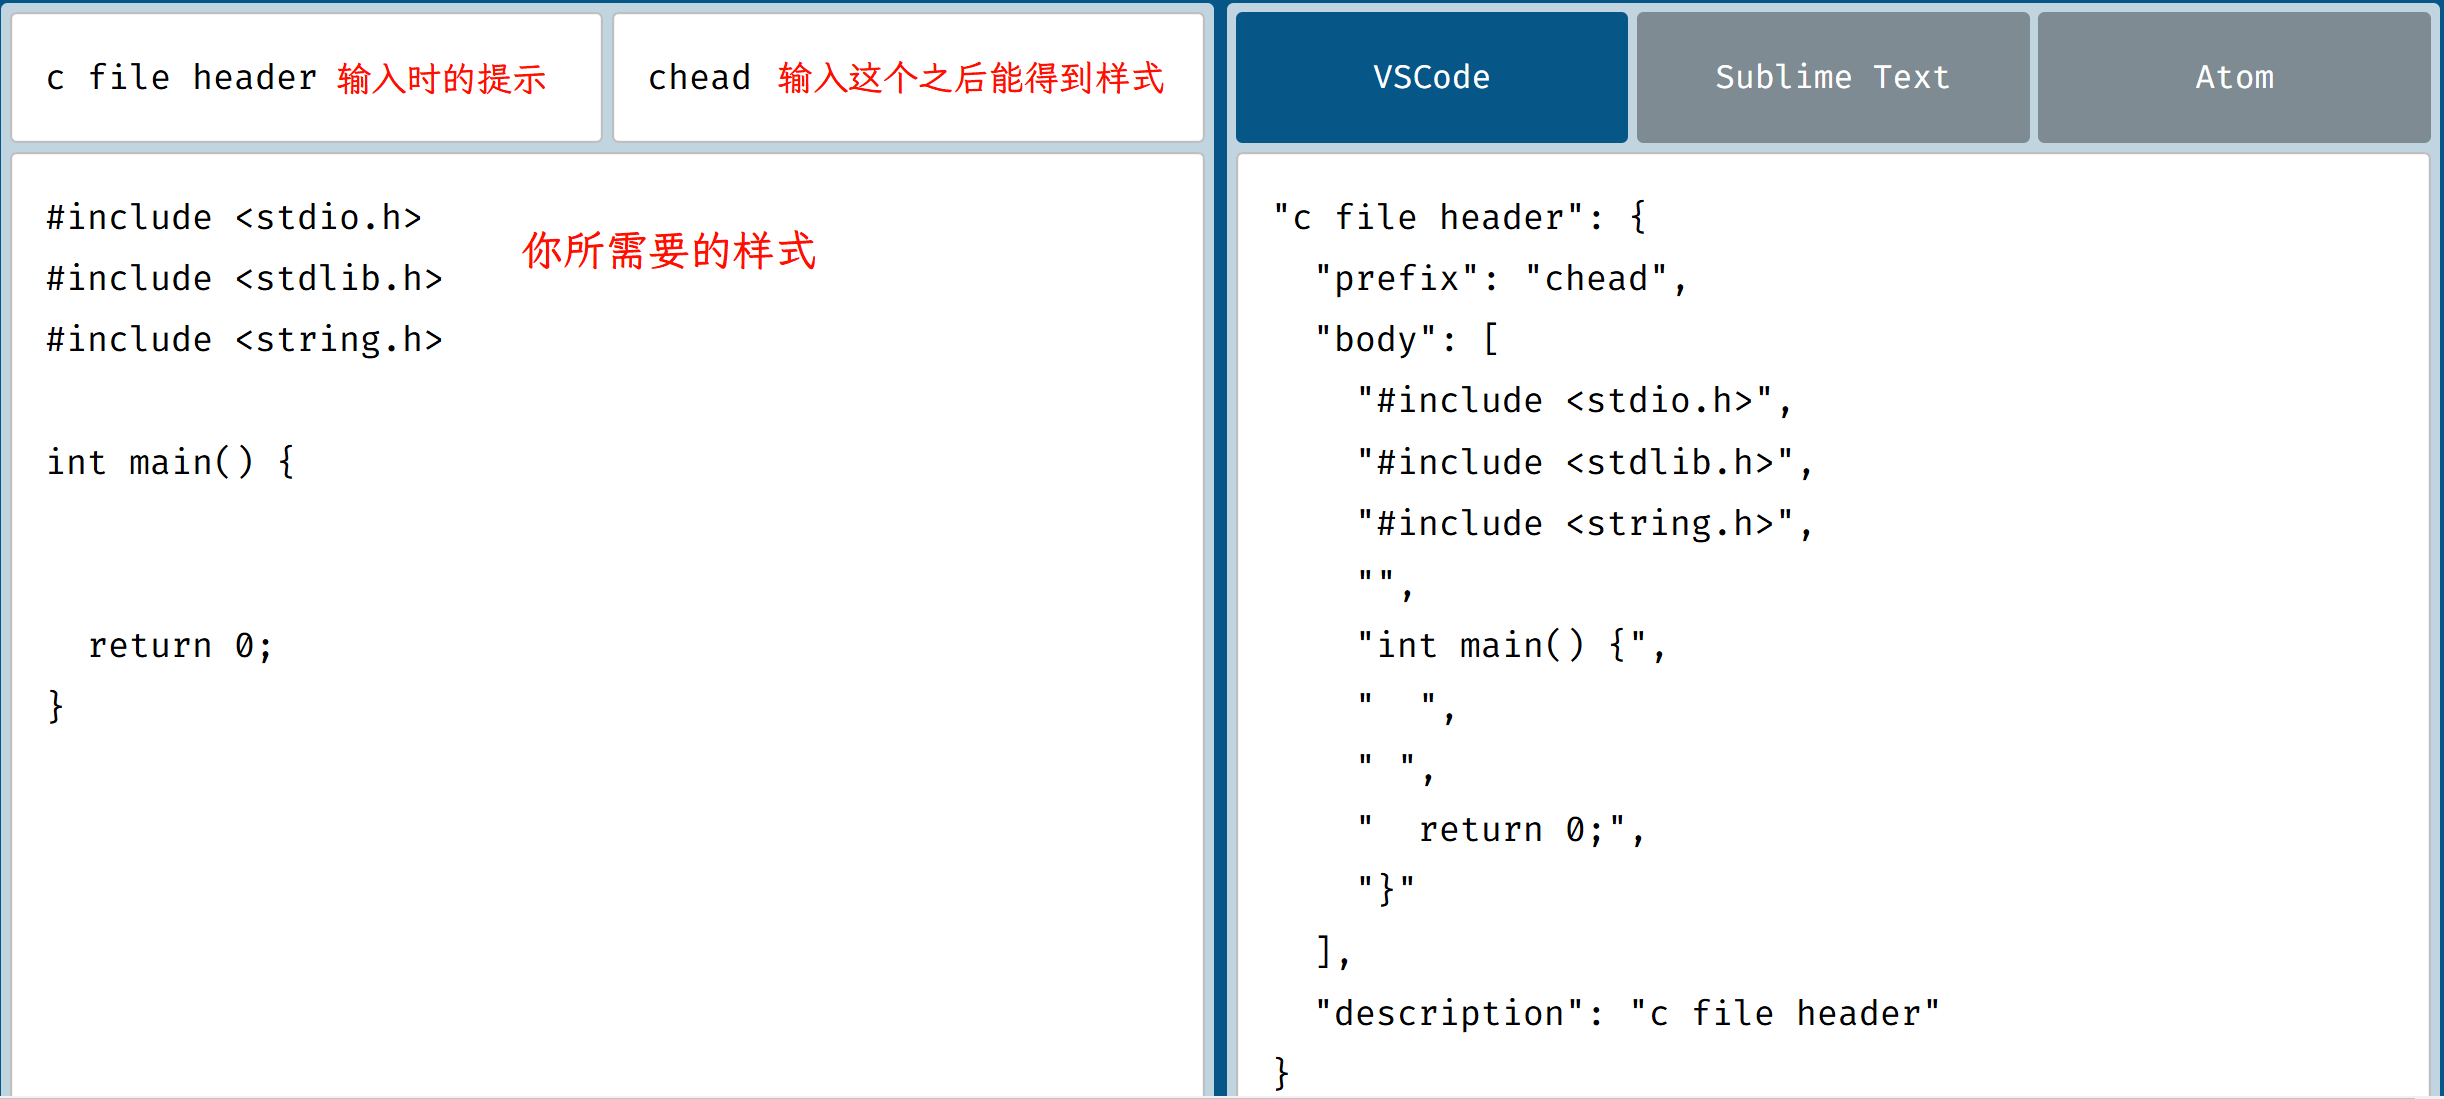 c file header 输入时的提示
chead 输入这个之后能得到样式
#include <stdio.h>
#include <stdlib.h>
#include <string.h>
int main() {
  return 0;
}
你所需要的样式
VSCode
Sublime Text
Atom
"c file header": {
  "prefix": "chead",
  "body": [
    "#include <stdio.h>",
    "#include <stdlib.h>",
    "#include <string.h>",
    "",
    "int main() {",
    "  ",
    " ",
    "  return 0;",
    "}"
  ],
  "description": "c file header"
}